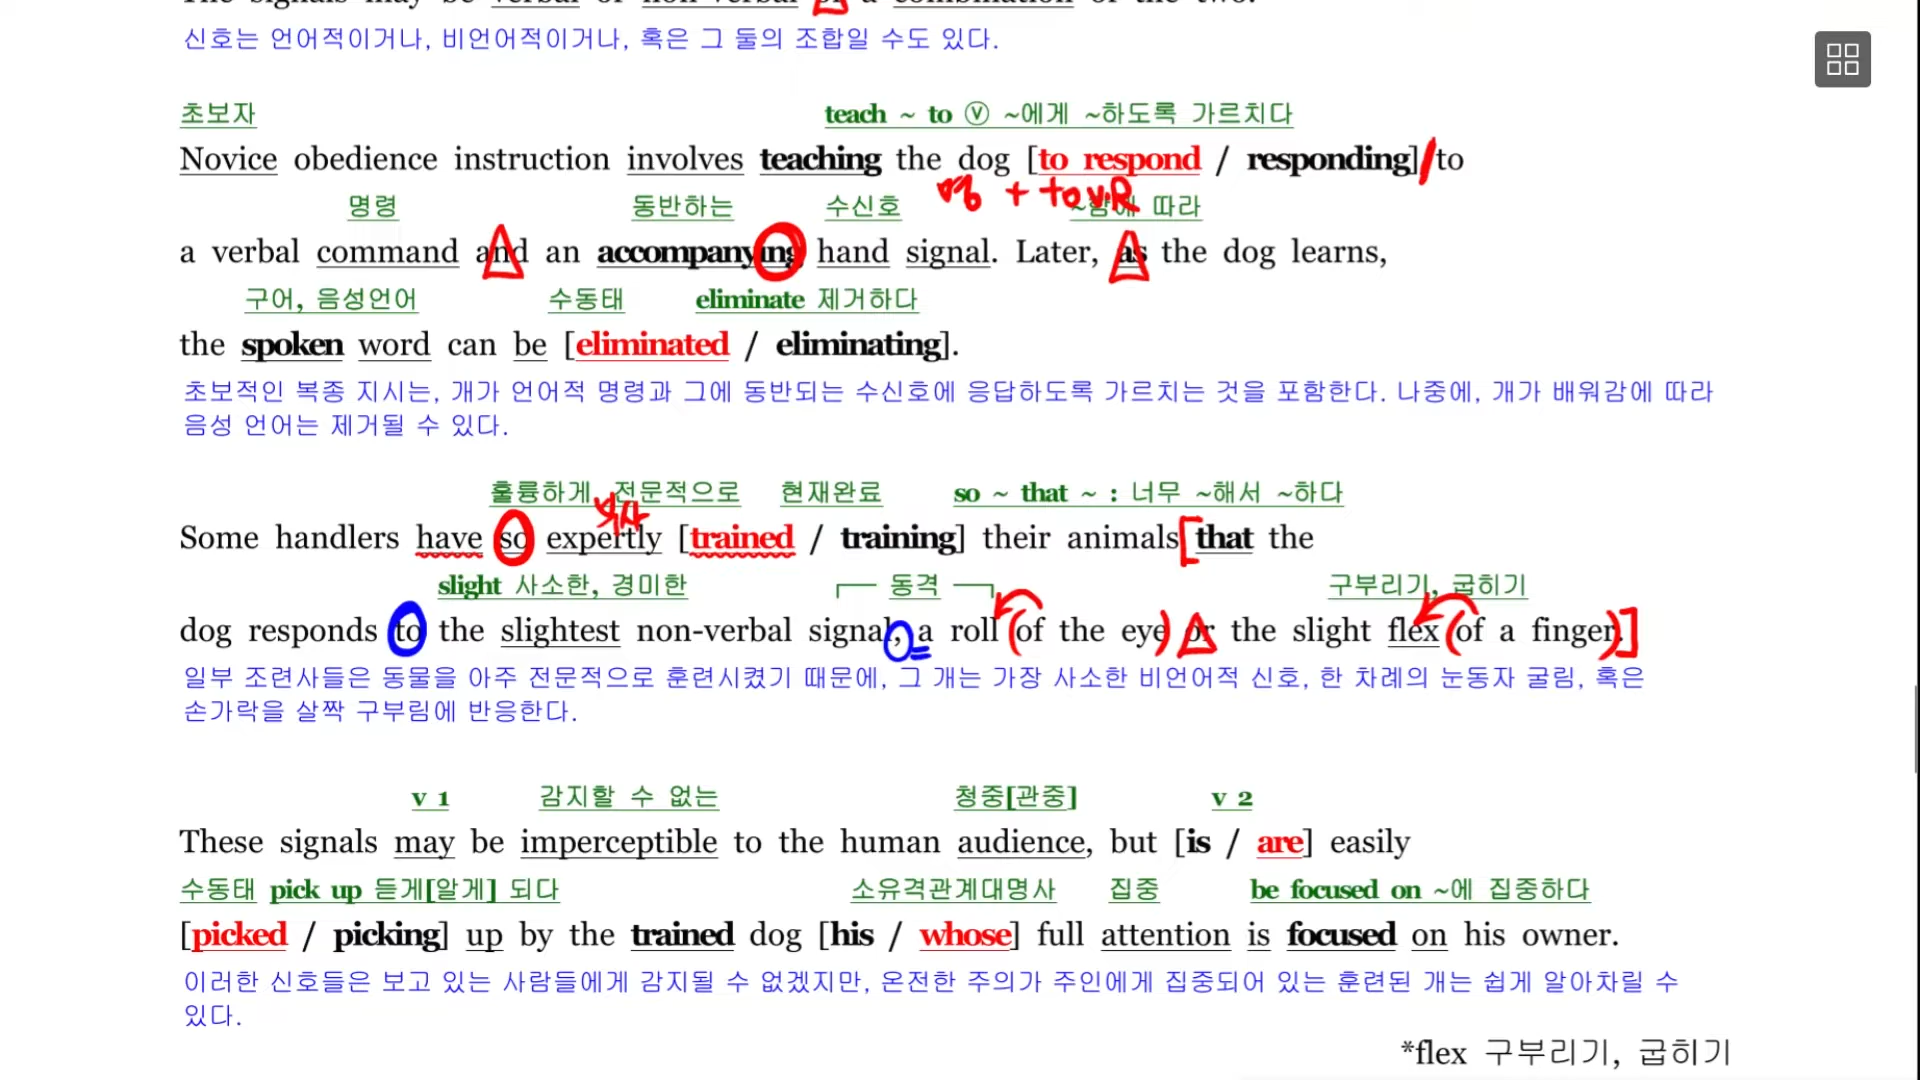 The signals may be verbal or non-verbal or a combination of the two.
신호는 언어적이거나, 비언어적이거나, 혹은 그 둘의 조합일 수도 있다.
초보자 teach ~ to ⓥ ~에게 ~하도록 가르치다
Novice obedience instruction involves teaching the dog [to respond / responding] to
명령 동반하는 수신호 + to V.R ~함에 따라
a verbal command and an accompanying hand signal. Later, as the dog learns,
구어, 음성언어 수동태 eliminate 제거하다
the spoken word can be [eliminated / eliminating].
초보적인 복종 지시는, 개가 언어적 명령과 그에 동반되는 수신호에 응답하도록 가르치는 것을 포함한다. 나중에, 개가 배워감에 따라
음성 언어는 제거될 수 있다.
훌륭하게, 전문적으로 현재완료 so ~ that ~ : 너무 ~해서 ~하다
Some handlers have so expertly [trained / training] their animals [that the
slight 사소한, 경미한 동격 구부리기, 굽히기
dog responds to the slightest non-verbal signal, a roll (of the eye) or the slight flex (of a finger.)]
일부 조련사들은 동물을 아주 전문적으로 훈련시켰기 때문에, 그 개는 가장 사소한 비언어적 신호, 한 차례의 눈동자 굴림, 혹은
손가락을 살짝 구부림에 반응한다.
v 1 감지할 수 없는 청중[관중] v 2
These signals may be imperceptible to the human audience, but [is / are] easily
수동태 pick up 듣게[알게] 되다 소유격관계대명사 집중 be focused on ~에 집중하다
[picked / picking] up by the trained dog [his / whose] full attention is focused on his owner.
이러한 신호들은 보고 있는 사람들에게 감지될 수 없겠지만, 온전한 주의가 주인에게 집중되어 있는 훈련된 개는 쉽게 알아차릴 수
있다.
*flex 구부리기, 굽히기